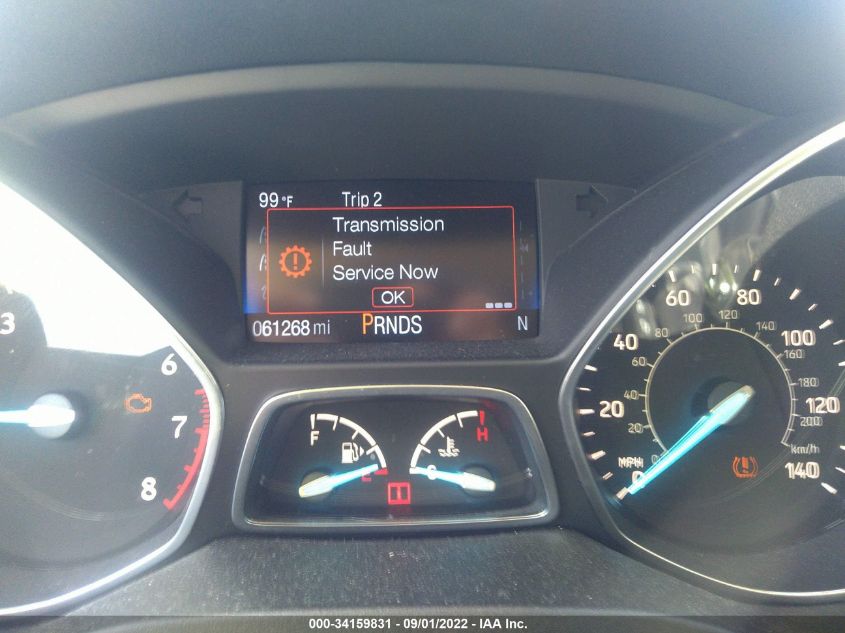 99 °F Trip 2
Transmission
Fault
Service Now
OK
061268 mi PRNDS N
3
6
7
8
F
E
H
C
0 20 40 60 80 100 120 140
MPH
0 20 40 60 80 100 120 140 160 180 200
km/h
000-34159831 - 09/01/2022 - IAA Inc.